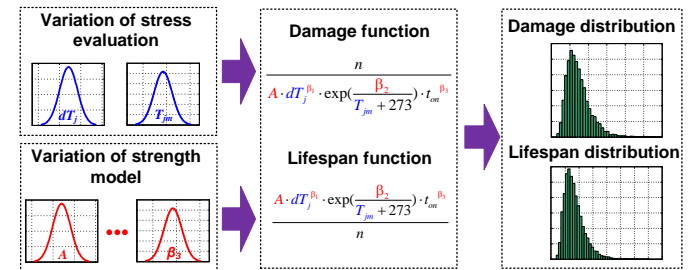 Variation of stress
evaluation
dTj
Tjm
Variation of strength
model
A
β3
Damage function
n
A · dTj^β1 · exp(β2 / Tjm + 273) · ton^β3
Lifespan function
A · dTj^β1 · exp(β2 / Tjm + 273) · ton^β3
n
Damage distribution
Lifespan distribution